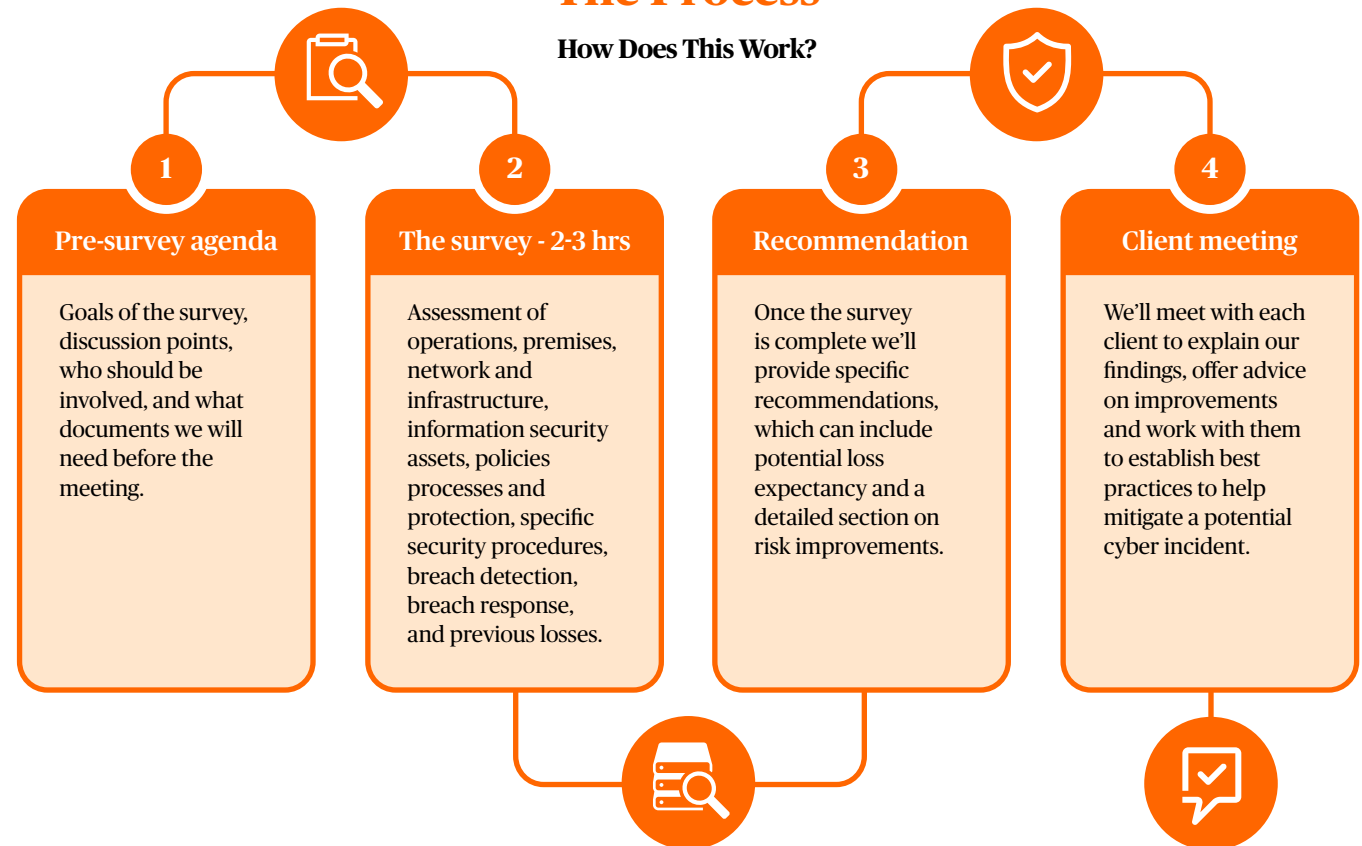 The Process
How Does This Work?
1
Pre-survey agenda
Goals of the survey,
discussion points,
who should be
involved, and what
documents we will
need before the
meeting.
2
The survey - 2-3 hrs
Assessment of
operations, premises,
network and
infrastructure,
information security
assets, policies
processes and
protection, specific
security procedures,
breach detection,
breach response,
and previous losses.
3
Recommendation
Once the survey
is complete we’ll
provide specific
recommendations,
which can include
potential loss
expectancy and a
detailed section on
risk improvements.
4
Client meeting
We’ll meet with each
client to explain our
findings, offer advice
on improvements
and work with them
to establish best
practices to help
mitigate a potential
cyber incident.